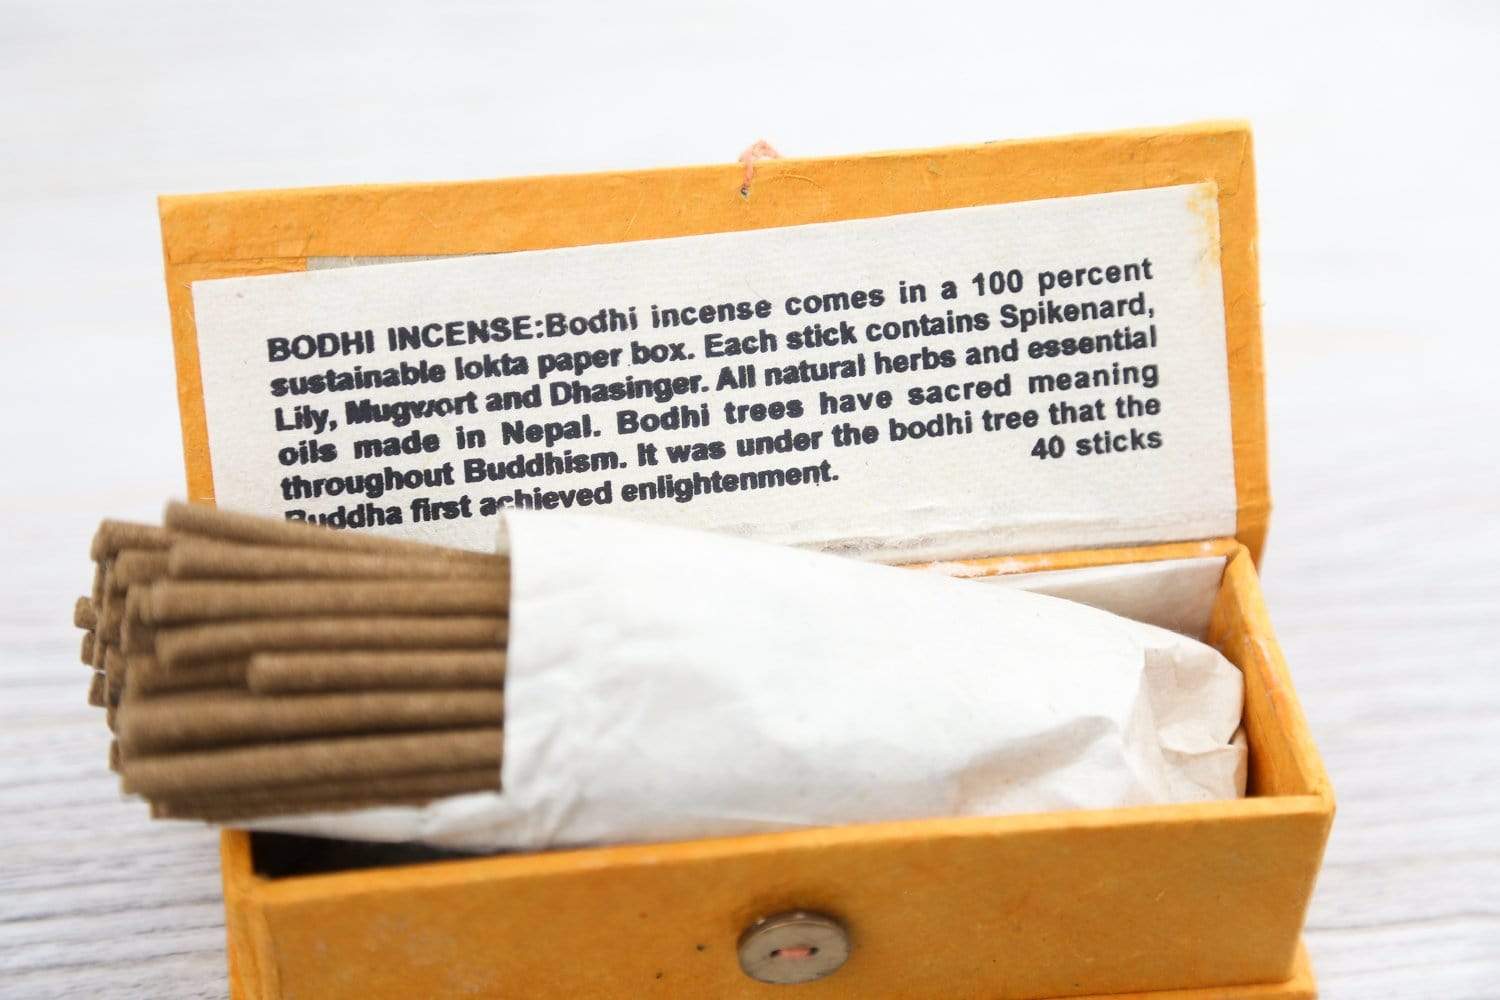 BODHI INCENSE:Bodhi incense comes in a 100 percent
sustainable lokta paper box. Each stick contains Spikenard,
Lily, Mugwort and Dhasinger. All natural herbs and essential
oils made in Nepal. Bodhi trees have sacred meaning
throughout Buddhism. It was under the bodhi tree that the
Buddha first achieved enlightenment. 40 sticks